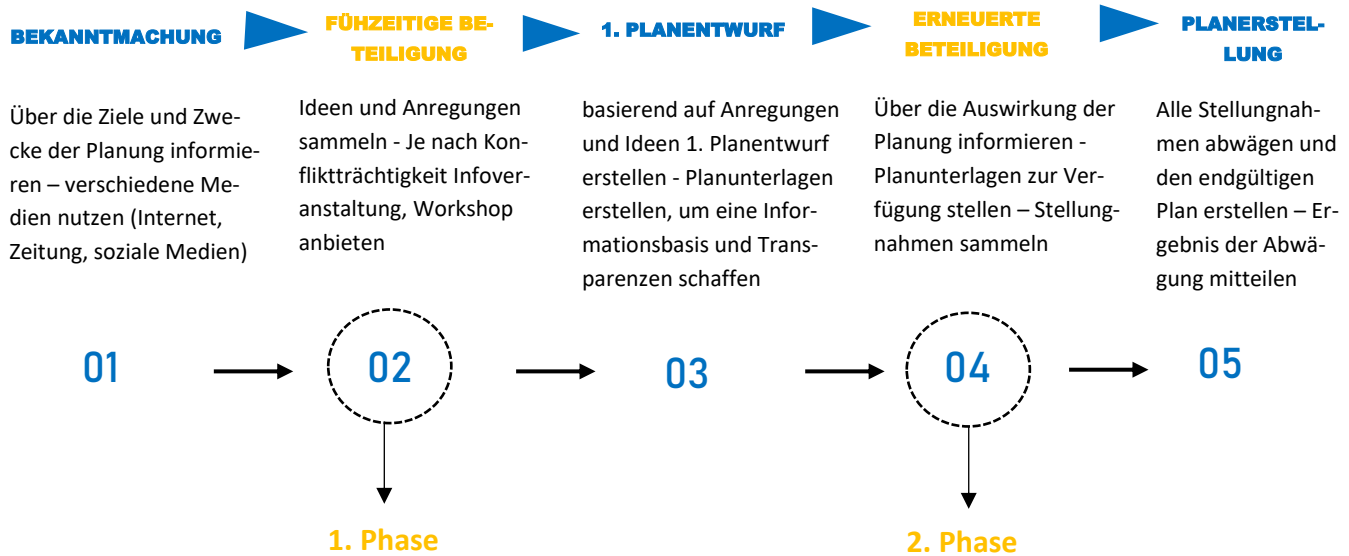 BEKANNTMACHUNG
FÜHZEITIGE BE-
TEILIGUNG
1. PLANENTWURF
ERNEUERTE
BETEILIGUNG
PLANERSTEL-
LUNG
Über die Ziele und Zwe-
cke der Planung informie-
ren – verschiedene Me-
dien nutzen (Internet,
Zeitung, soziale Medien)
Ideen und Anregungen
sammeln - Je nach Kon-
fliktträchtigkeit Infover-
anstaltung, Workshop
anbieten
basierend auf Anregungen
und Ideen 1. Planentwurf
erstellen - Planunterlagen
erstellen, um eine Infor-
mationsbasis und Trans-
parenzen schaffen
Über die Auswirkung der
Planung informieren -
Planunterlagen zur Ver-
fügung stellen – Stellung-
nahmen sammeln
Alle Stellungnah-
men abwägen und
den endgültigen
Plan erstellen – Er-
gebnis der Abwä-
gung mitteilen
01
02
03
04
05
1. Phase
2. Phase